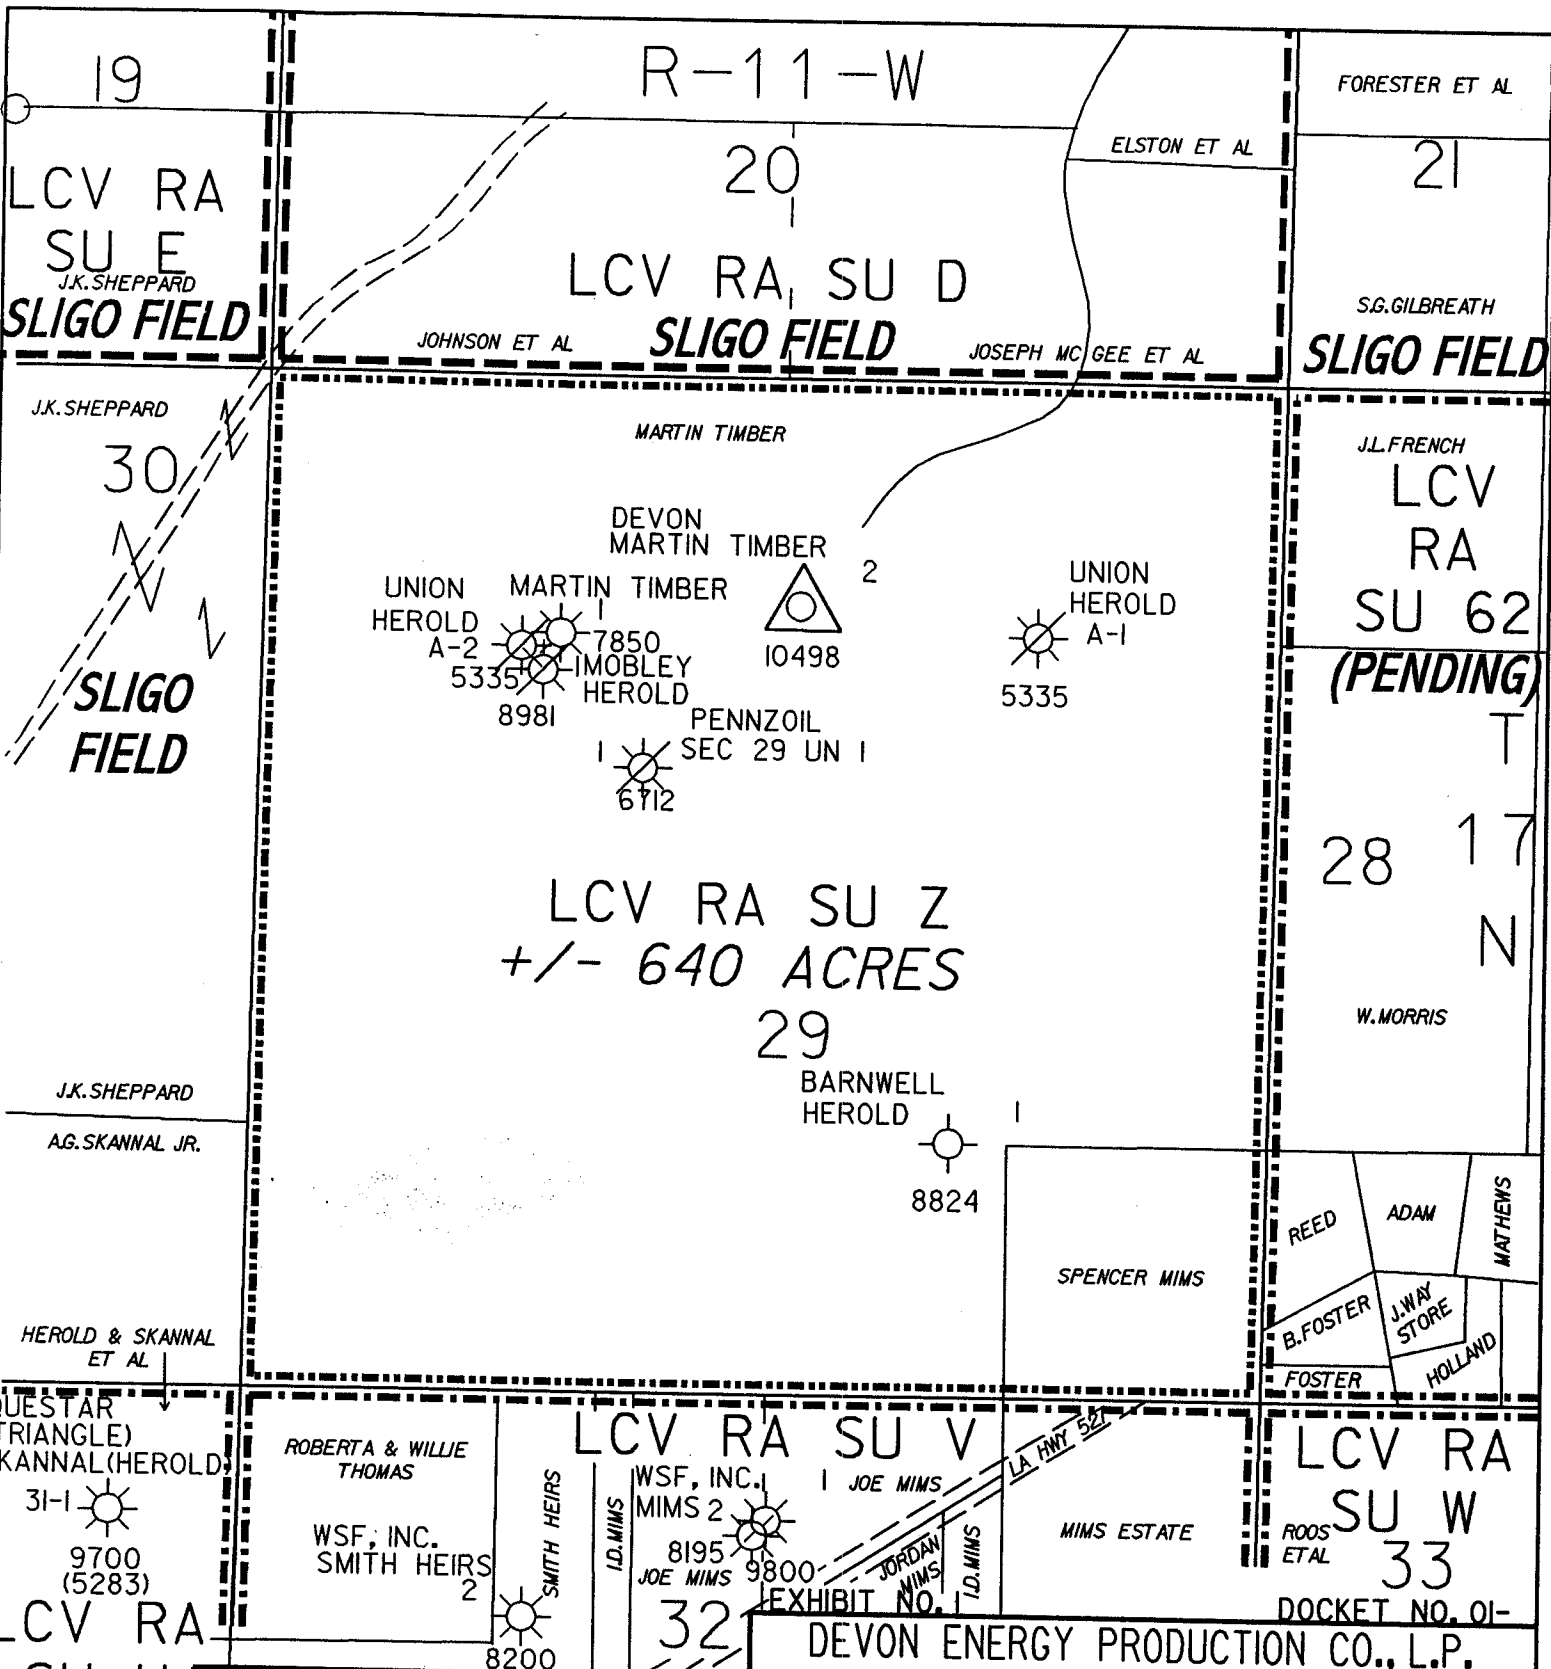 19
R-11-W
FORESTER ET AL
20
ELSTON ET AL
21
LCV RA
SU E
J.K. SHEPPARD
SLIGO FIELD
LCV RA SU D
SLIGO FIELD
JOHNSON ET AL
JOSEPH MC GEE ET AL
S.G. GILBREATH
SLIGO FIELD
J.K. SHEPPARD
30
SLIGO
FIELD
MARTIN TIMBER
J.L. FRENCH
LCV
RA
SU 62
(PENDING)
DEVON
MARTIN TIMBER
2
10498
UNION
HEROLD
A-2
5335
MARTIN TIMBER
1
7850
1 MOBLEY
HEROLD
8981
UNION
HEROLD
A-1
5335
PENNZOIL
SEC 29 UN 1
1
6712
T
17
N
28
LCV RA SU Z
+/- 640 ACRES
29
W. MORRIS
BARNWELL
HEROLD
1
8824
J.K. SHEPPARD
A.G. SKANNAL JR.
SPENCER MIMS
REED
ADAM
MATHEWS
B. FOSTER
J. WAY
STORE
HOLLAND
FOSTER
HEROLD & SKANNAL
ET AL
QUESTAR
TRIANGLE)
KANNAL(HEROLD)
31-1
9700
(5283)
LCV RA
ROBERTA & WILLIE
THOMAS
WSF, INC.
SMITH HEIRS
2
8200
SMITH HEIRS
I.D. MIMS
LCV RA SU V
WSF, INC.
MIMS 2
1
JOE MIMS
8195
JOE MIMS
9800
32
LA HWY 527
JORDAN
MIMS
I.D. MIMS
MIMS ESTATE
LCV RA
SU W
ROOS
ET AL
33
EXHIBIT NO. 1
DOCKET NO. 01-
DEVON ENERGY PRODUCTION CO., L.P.